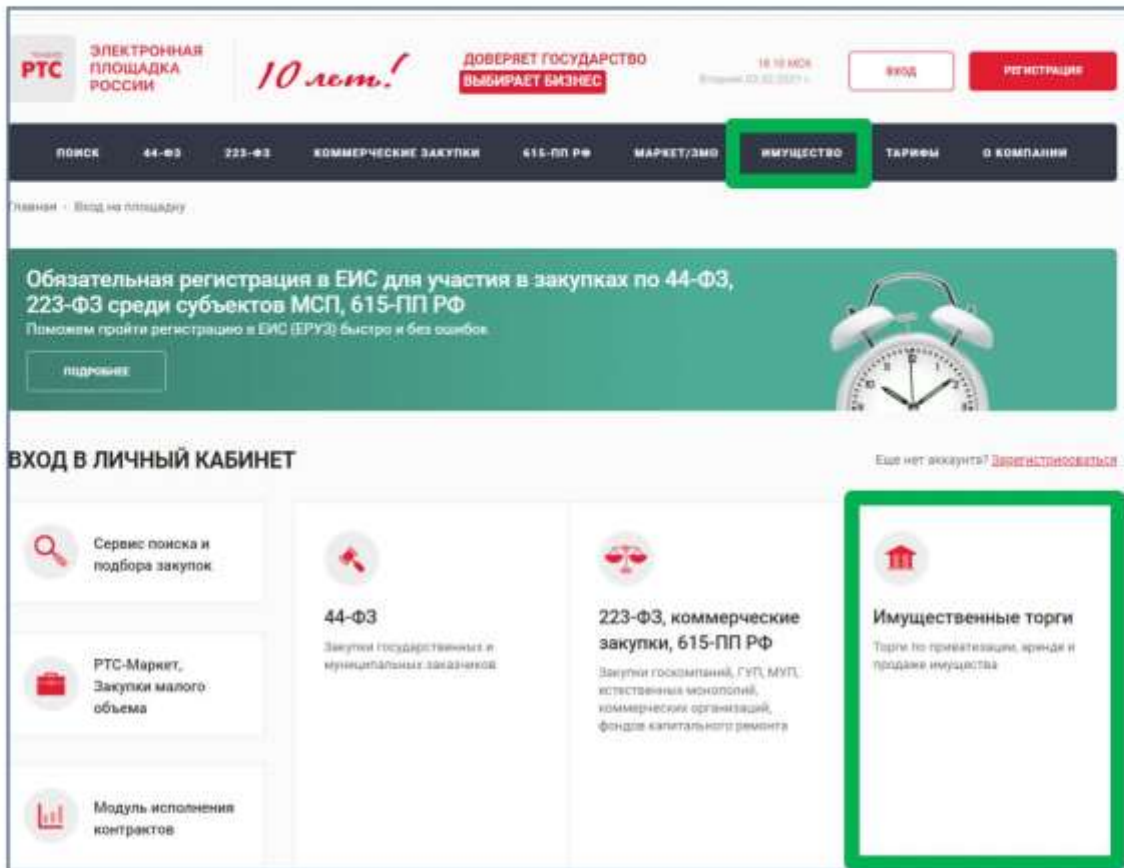 РТС
ЭЛЕКТРОННАЯ
ПЛОЩАДКА
РОССИИ
10 лет!
ДОВЕРЯЕТ ГОСУДАРСТВО
ВЫБИРАЕТ БИЗНЕС
ВХОД
РЕГИСТРАЦИЯ
ПОИСК 44-ФЗ 223-ФЗ КОММЕРЧЕСКИЕ ЗАКУПКИ 615-ПП РФ МАРКЕТ/ЗМО ИМУЩЕСТВО ТАРИФЫ О КОМПАНИИ
Главная - Вход на площадку
Обязательная регистрация в ЕИС для участия в закупках по 44-ФЗ,
223-ФЗ среди субъектов МСП, 615-ПП РФ
Поможем пройти регистрацию в ЕИС (ЕРУЗ) быстро и без ошибок
ПОДРОБНЕЕ
ВХОД В ЛИЧНЫЙ КАБИНЕТ
Еще нет аккаунта? Зарегистрироваться
Сервис поиска и
подбора закупок
РТС-Маркет,
Закупки малого
объема
Модуль исполнения
контрактов
44-ФЗ
Закупки государственных и
муниципальных заказчиков
223-ФЗ, коммерческие
закупки, 615-ПП РФ
Закупки госкомпаний, ГУП, МУП,
естественных монополий,
коммерческих организаций,
фондов капитального ремонта
Имущественные торги
Торги по приватизации, аренде и
продаже имущества